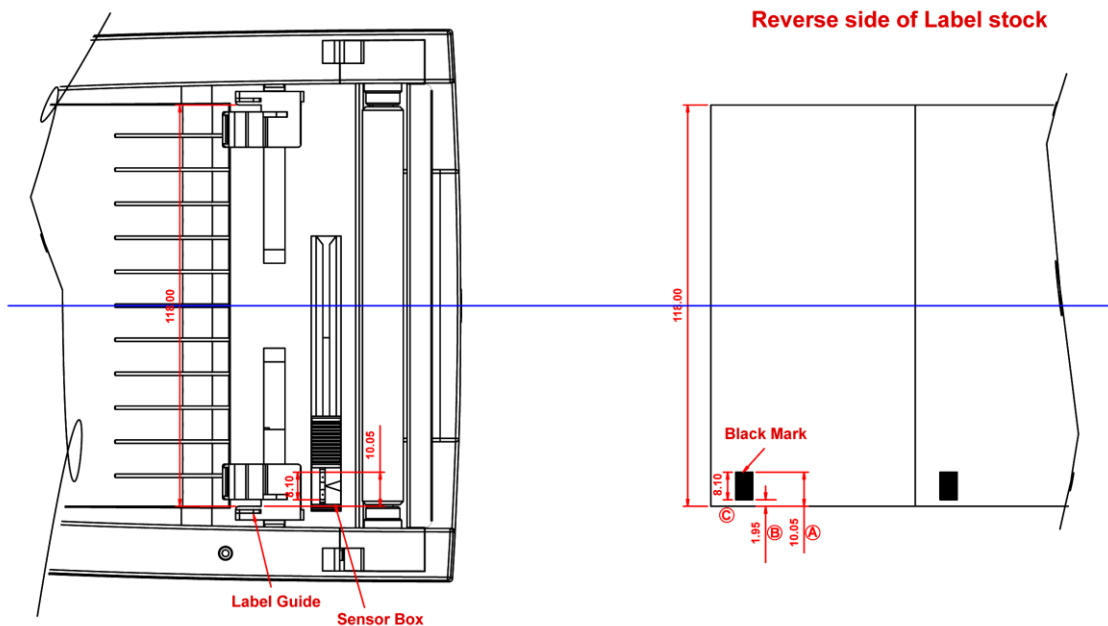 Reverse side of Label stock
118.00
10.05
8.10
Label Guide
Sensor Box
118.00
Black Mark
8.10
C
1.95
B
10.05
A